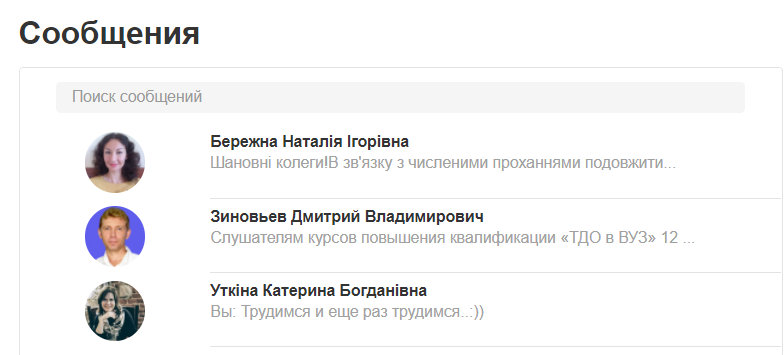 Сообщения
Поиск сообщений
Бережна Наталія Ігорівна
Шановні колеги!В зв'язку з численими проханнями подовжити...
Зиновьев Дмитрий Владимирович
Слушателям курсов повышения квалификации «ТДО в ВУЗ» 12 ...
Уткіна Катерина Богданівна
Вы: Трудимся и еще раз трудимся..:))